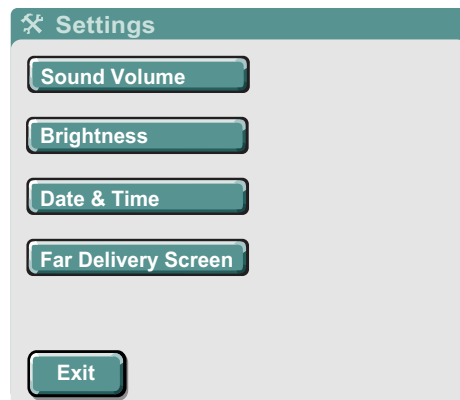 Settings
Sound Volume
Brightness
Date & Time
Far Delivery Screen
Exit